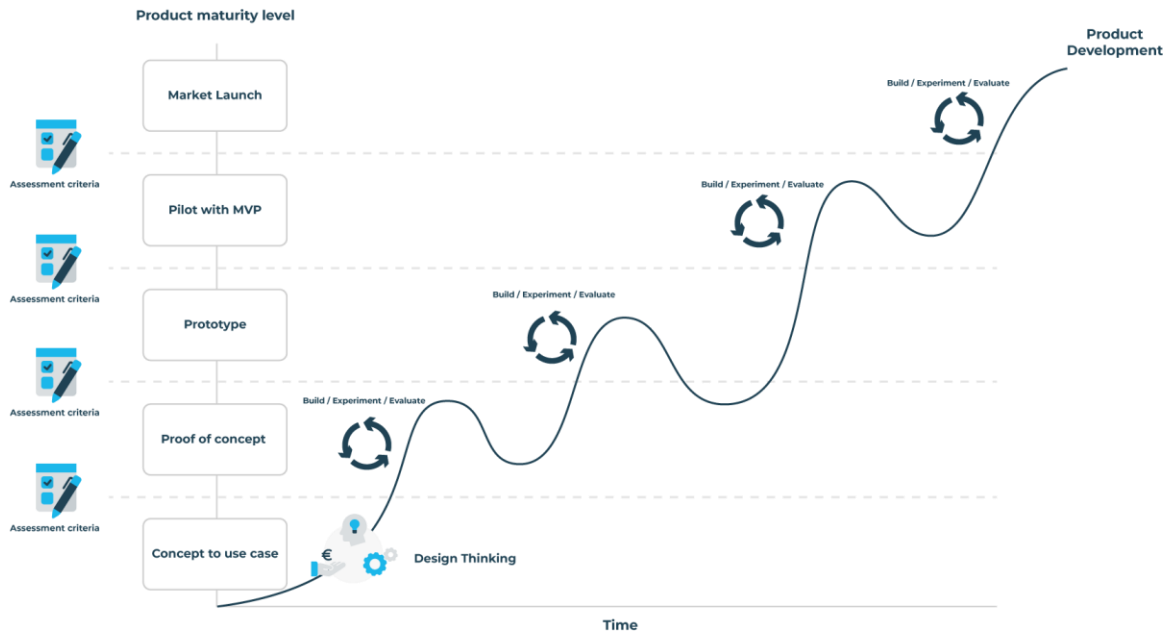 Product maturity level
Product
Development
Market Launch
Build / Experiment / Evaluate
Assessment criteria
Pilot with MVP
Build / Experiment / Evaluate
Assessment criteria
Prototype
Build / Experiment / Evaluate
Assessment criteria
Proof of concept
Build / Experiment / Evaluate
Assessment criteria
Concept to use case
€
Design Thinking
Time